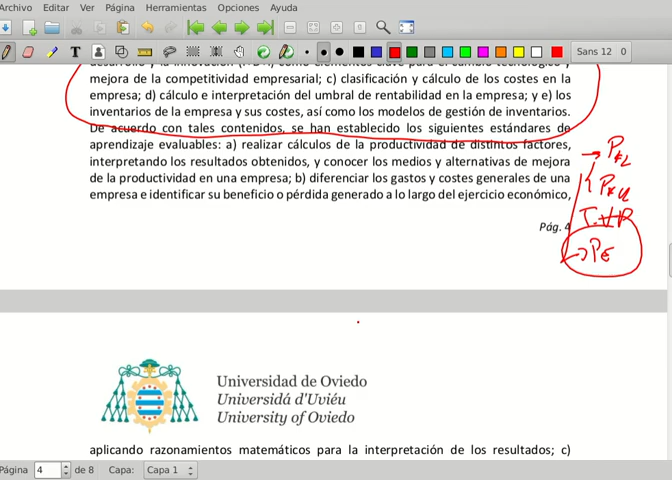 Archivo Editar Ver Página Herramientas Opciones Ayuda
Sans 12 0
mejora de la competitividad empresarial; c) clasificación y cálculo de los costes en la
empresa; d) cálculo e interpretación del umbral de rentabilidad en la empresa; y e) los
inventarios de la empresa y sus costes, así como los modelos de gestión de inventarios.
De acuerdo con tales contenidos, se han establecido los siguientes estándares de
aprendizaje evaluables: a) realizar cálculos de la productividad de distintos factores,
interpretando los resultados obtenidos, y conocer los medios y alternativas de mejora
de la productividad en una empresa; b) diferenciar los gastos y costes generales de una
empresa e identificar su beneficio o pérdida generado a lo largo del ejercicio económico,
Pág. 4
Universidad de Oviedo
Universidá d'Uviéu
University of Oviedo
aplicando razonamientos matemáticos para la interpretación de los resultados; c)
Página 4 de 8 Capa: Capa 1